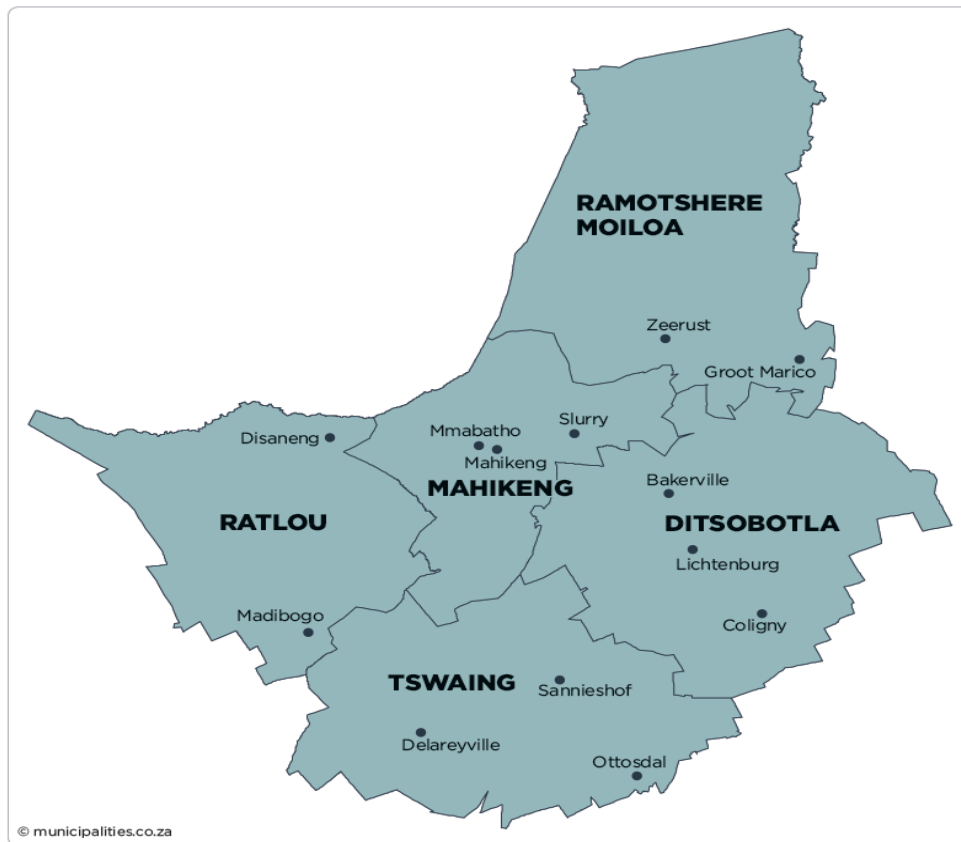 RAMOTSHERE
MOILOA
Zeerust
Groot Marico
Disaneng
Mmabatho
Slurry
Mahikeng
MAHIKENG
Bakerville
RATLOU
DITSOBOTLA
Lichtenburg
Madibogo
Coligny
TSWAING
Sannieshof
Delareyville
Ottosdal
© municipalities.co.za